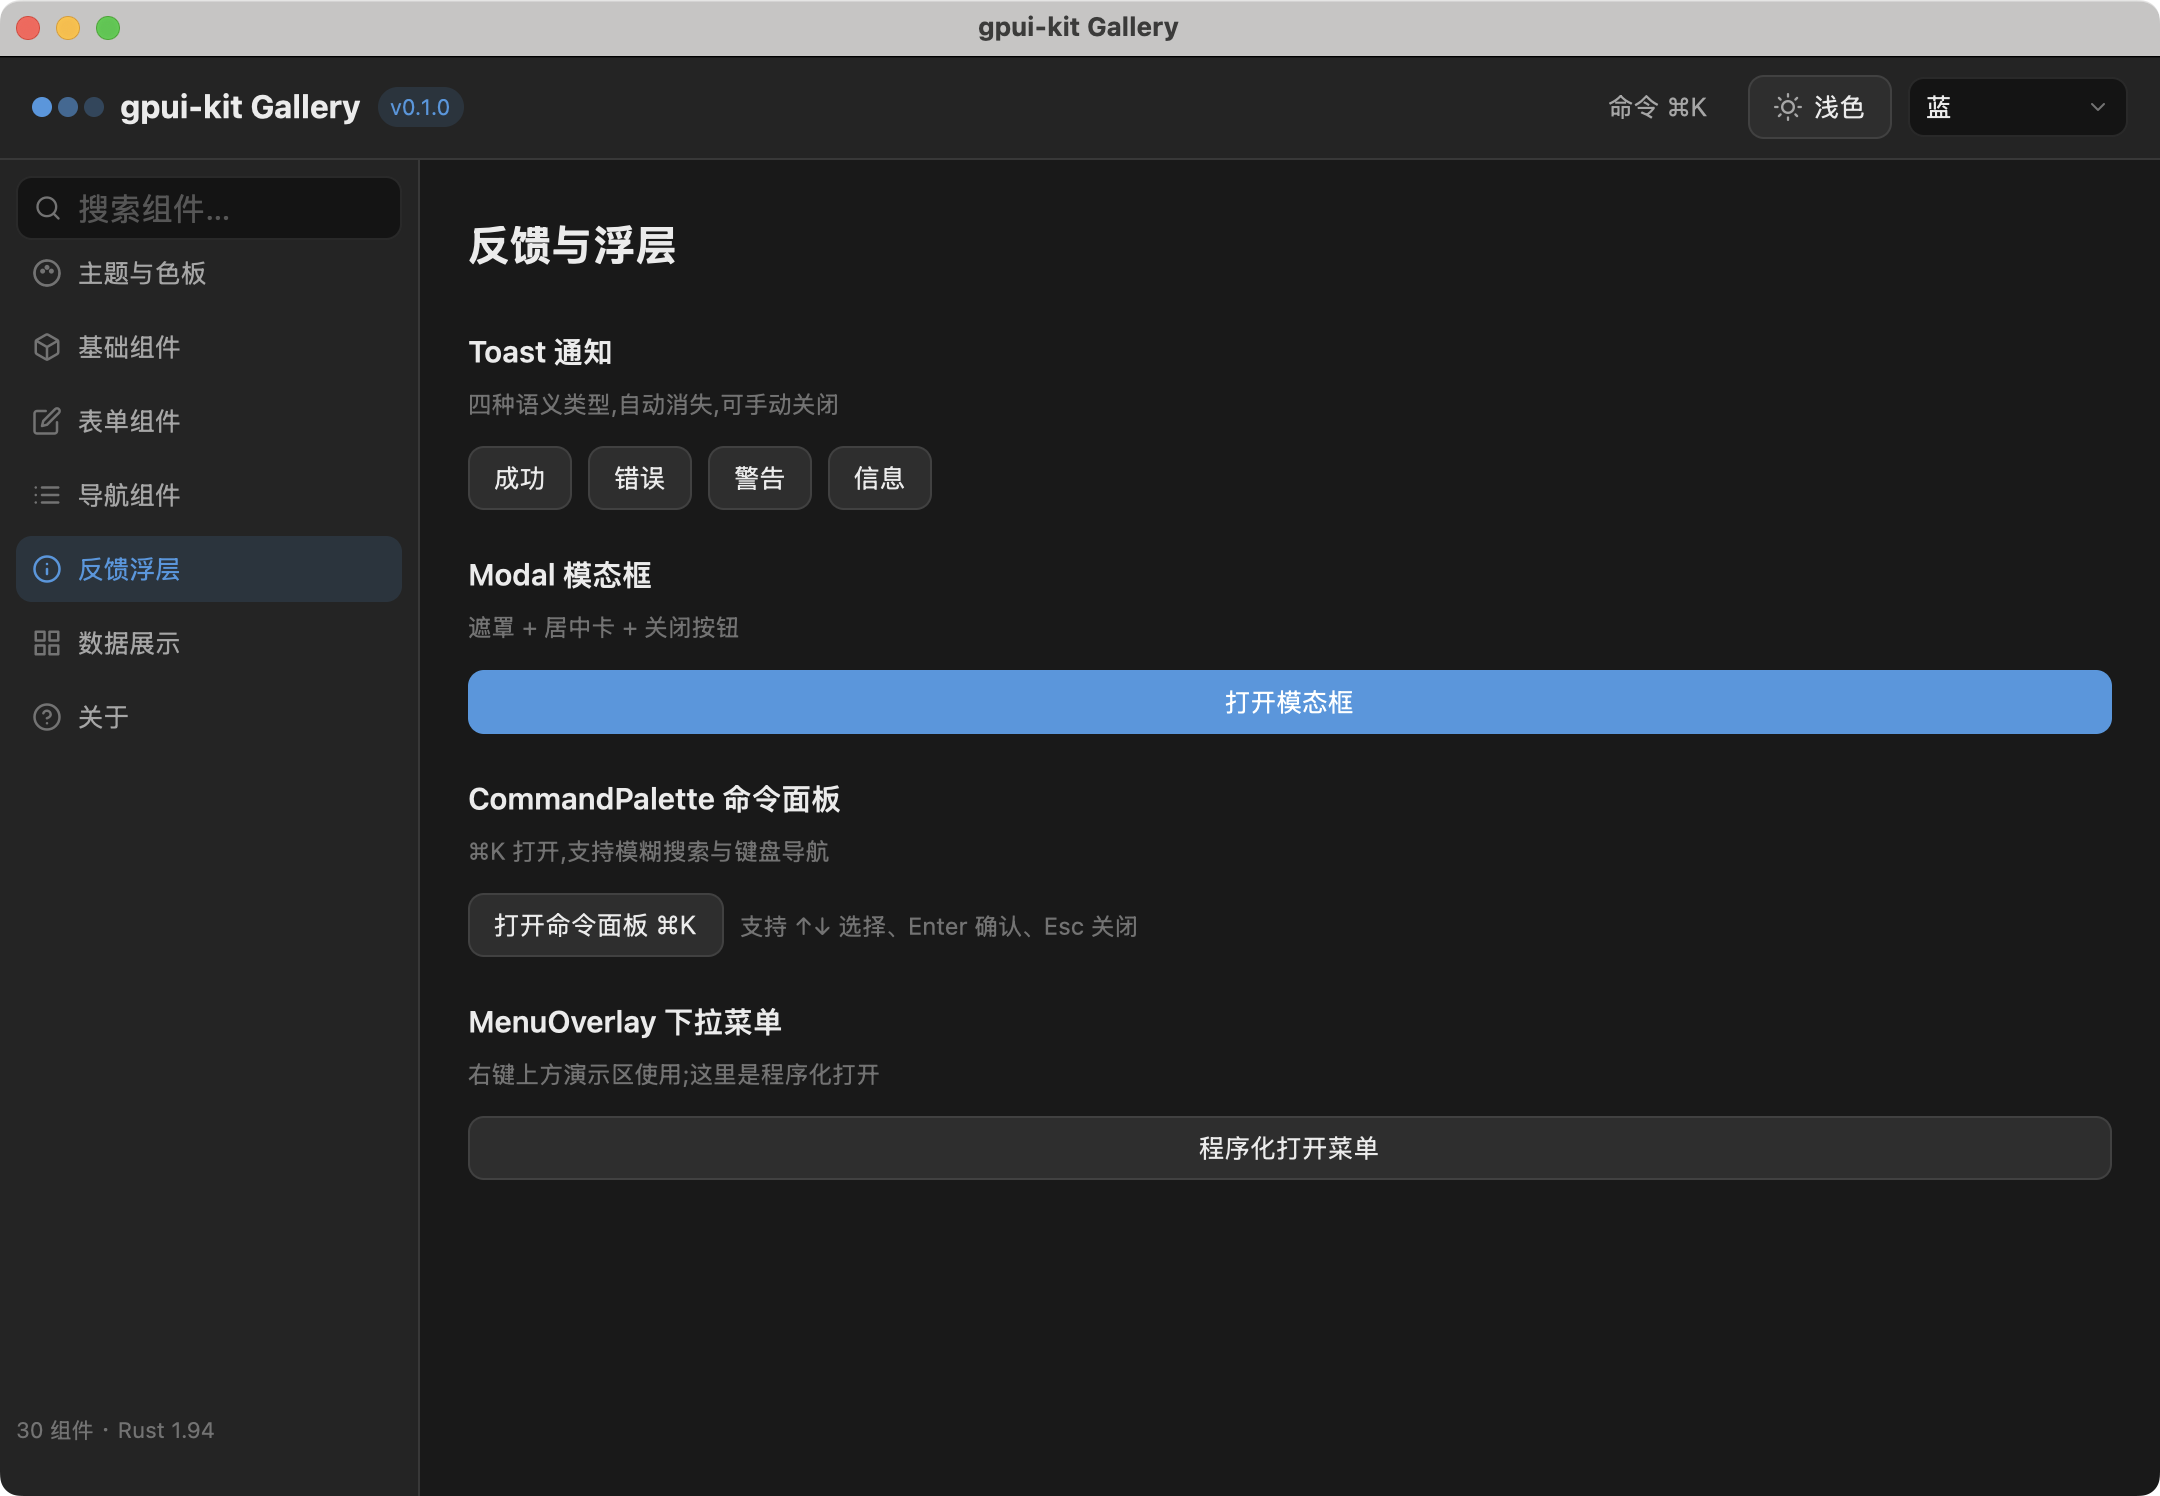 gpui-kit Gallery
gpui-kit Gallery v0.1.0
命令 ⌘K
浅色
蓝
搜索组件...
主题与色板
基础组件
表单组件
导航组件
反馈浮层
数据展示
关于
30 组件 · Rust 1.94
反馈与浮层
Toast 通知
四种语义类型,自动消失,可手动关闭
成功 错误 警告 信息
Modal 模态框
遮罩 + 居中卡 + 关闭按钮
打开模态框
CommandPalette 命令面板
⌘K 打开,支持模糊搜索与键盘导航
打开命令面板 ⌘K 支持 ↑↓ 选择、Enter 确认、Esc 关闭
MenuOverlay 下拉菜单
右键上方演示区使用;这里是程序化打开
程序化打开菜单